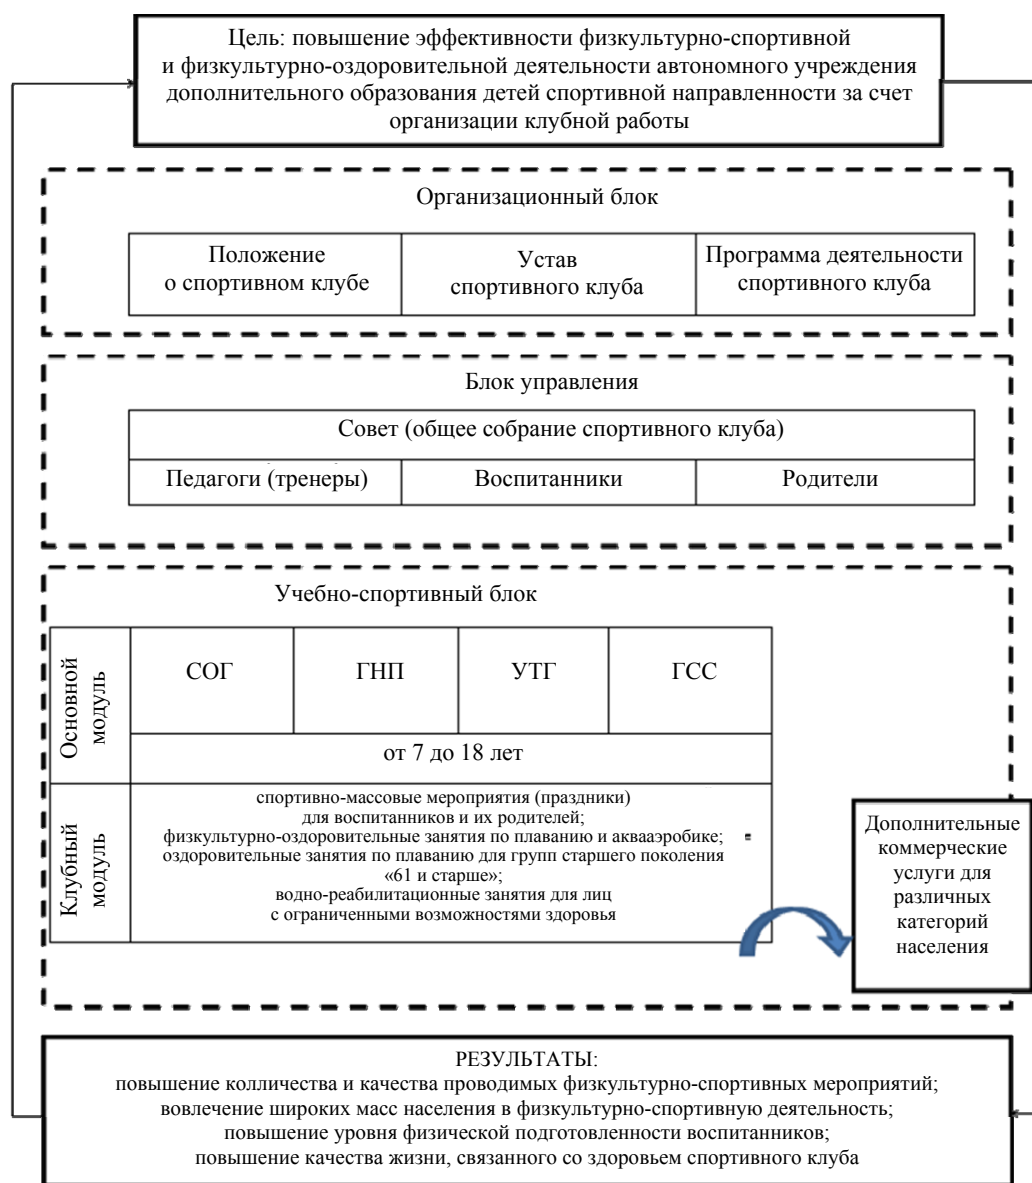 Цель: повышение эффективности физкультурно-спортивной
и физкультурно-оздоровительной деятельности автономного учреждения
дополнительного образования детей спортивной направленности за счет
организации клубной работы
Организационный блок
Положение
о спортивном клубе
Устав
спортивного клуба
Программа деятельности
спортивного клуба
Блок управления
Совет (общее собрание спортивного клуба)
Педагоги (тренеры)
Воспитанники
Родители
Учебно-спортивный блок
Основной
модуль
СОГ
ГНП
УТГ
ГСС
от 7 до 18 лет
Клубный
модуль
спортивно-массовые мероприятия (праздники)
для воспитанников и их родителей;
физкультурно-оздоровительные занятия по плаванию и аквааэробике;
оздоровительные занятия по плаванию для групп старшего поколения
«61 и старше»;
водно-реабилитационные занятия для лиц
с ограниченными возможностями здоровья
Дополнительные
коммерческие
услуги для
различных
категорий
населения
РЕЗУЛЬТАТЫ:
повышение колличества и качества проводимых физкультурно-спортивных мероприятий;
вовлечение широких масс населения в физкультурно-спортивную деятельность;
повышение уровня физической подготовленности воспитанников;
повышение качества жизни, связанного со здоровьем спортивного клуба